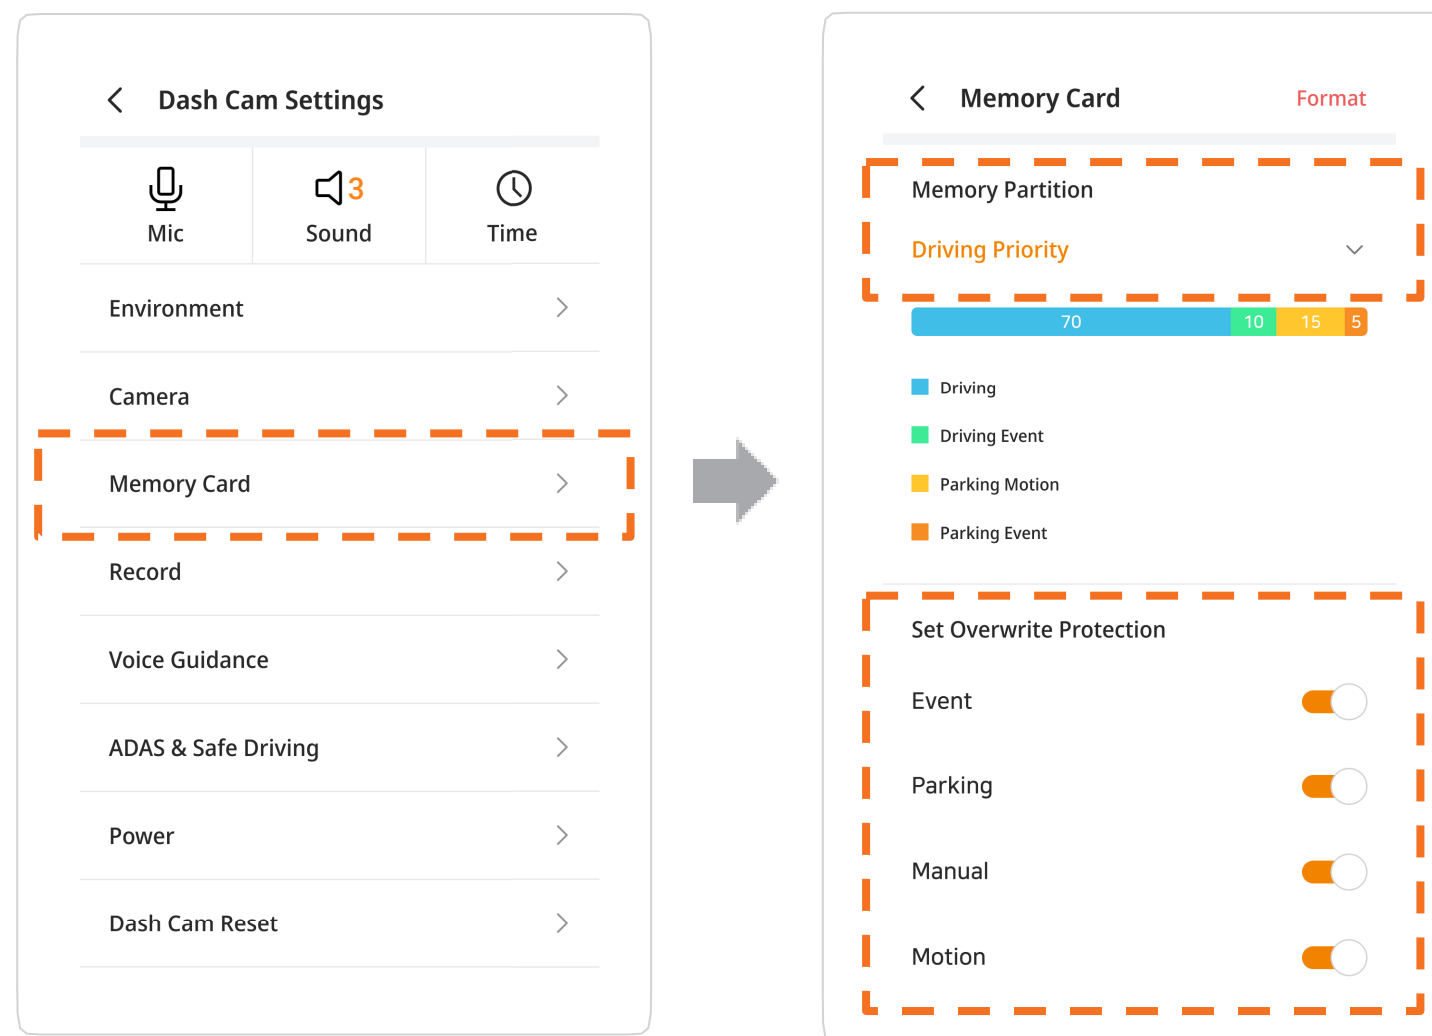 Dash Cam Settings
Mic
3
Sound
Time
Environment
Camera
Memory Card
Record
Voice Guidance
ADAS & Safe Driving
Power
Dash Cam Reset
Memory Card
Format
Memory Partition
Driving Priority
70 10 15 5
Driving
Driving Event
Parking Motion
Parking Event
Set Overwrite Protection
Event
Parking
Manual
Motion